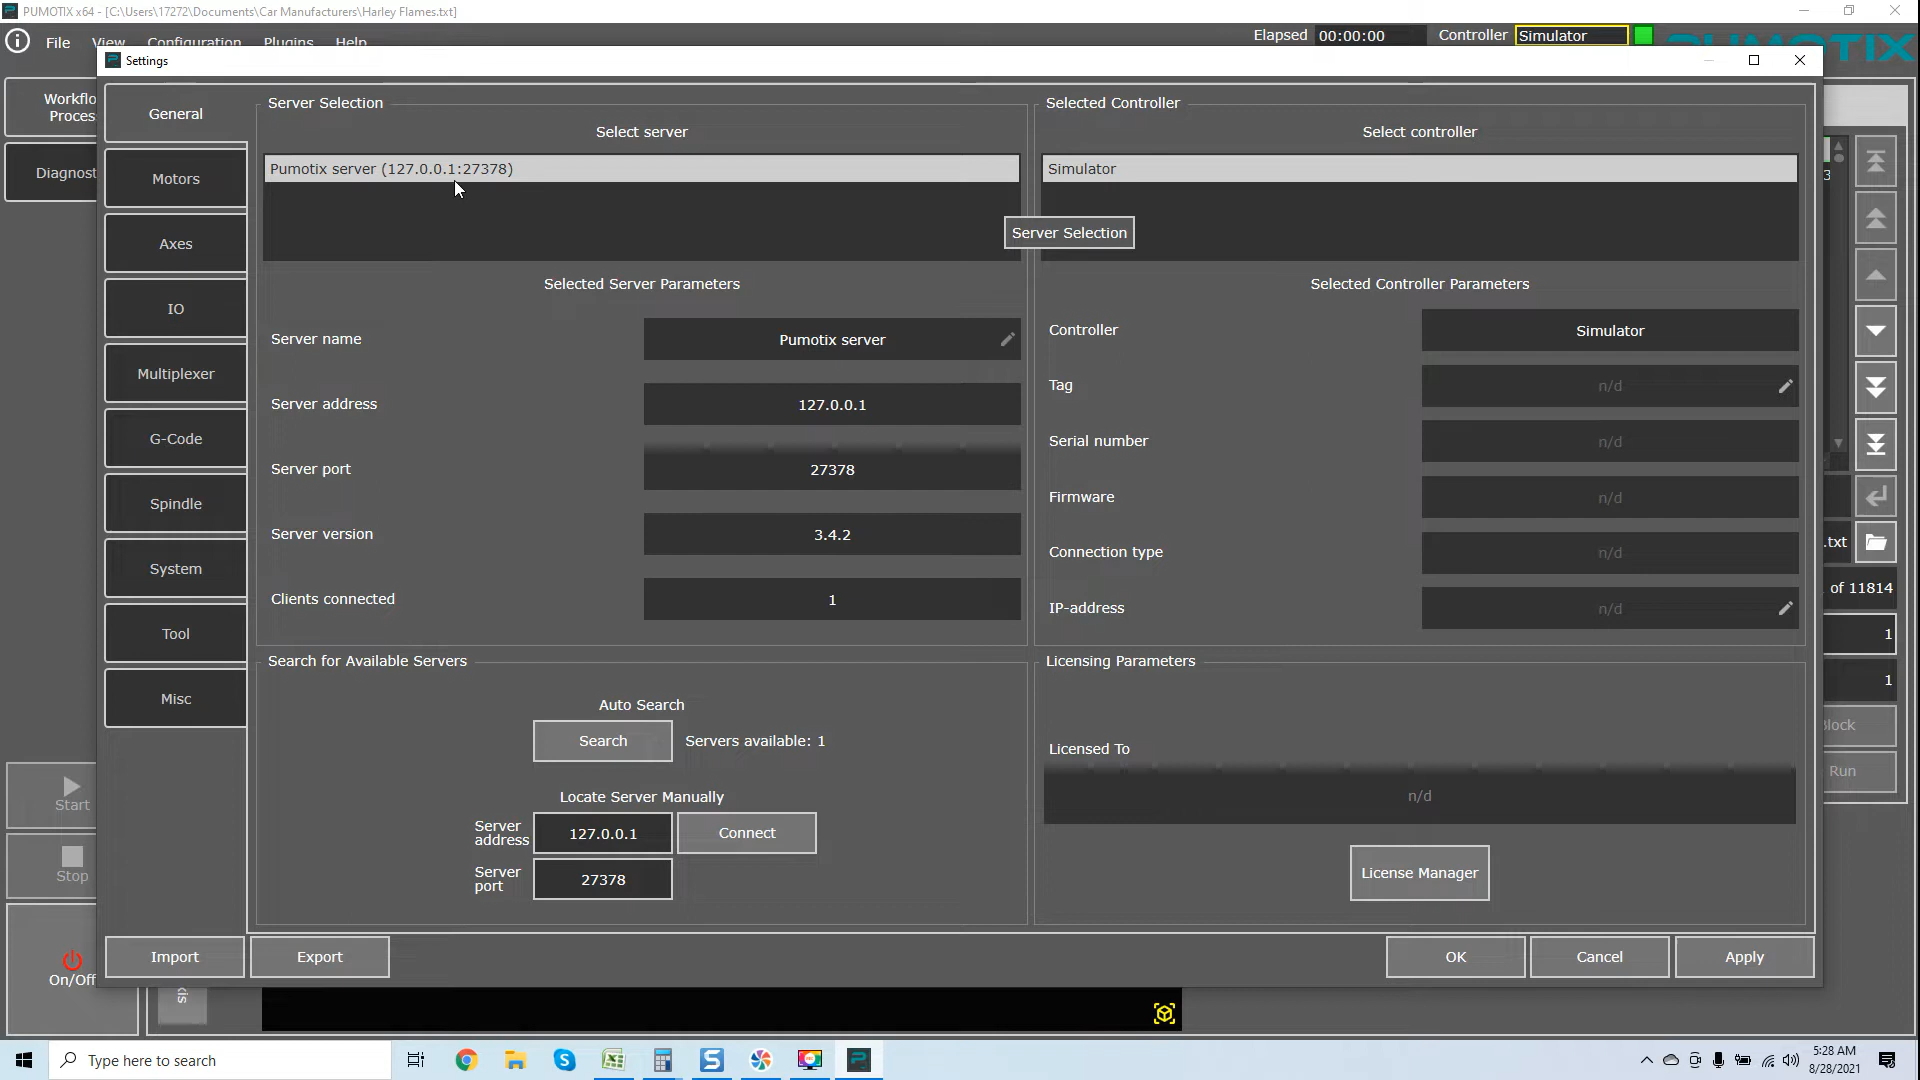 PUMOTIX x64 - [C:\Users\17272\Documents\Car Manufacturers\Harley Flames.txt]
File View Configuration Plugins Help
Elapsed 00:00:00 Controller Simulator
PUMOTIX
Settings
Workflo
Proces
Diagnost
General
Motors
Axes
IO
Multiplexer
G-Code
Spindle
System
Tool
Misc
Server Selection
Select server
Pumotix server (127.0.0.1:27378)
Selected Server Parameters
Server name Pumotix server
Server address 127.0.0.1
Server port 27378
Server version 3.4.2
Clients connected 1
Search for Available Servers
Auto Search
Search Servers available: 1
Locate Server Manually
Server address 127.0.0.1 Connect
Server port 27378
Selected Controller
Select controller
Simulator
Server Selection
Selected Controller Parameters
Controller Simulator
Tag n/d
Serial number n/d
Firmware n/d
Connection type n/d
IP-address n/d
Licensing Parameters
Licensed To
n/d
License Manager
Import Export OK Cancel Apply
3
.txt
of 11814
1
1
Block
Run
Start
Stop
On/Off
xis
Type here to search
5:28 AM
8/28/2021